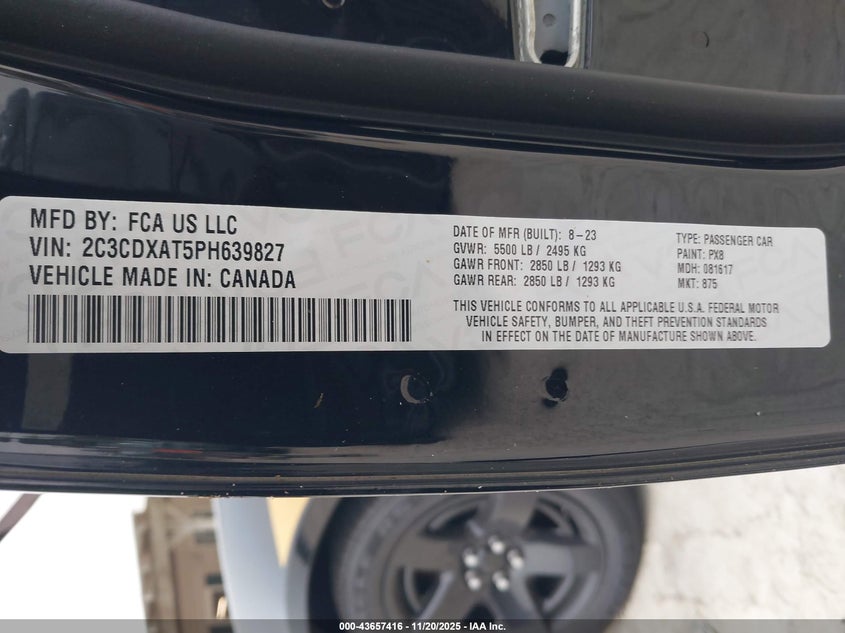 MFD BY: FCA US LLC
VIN: 2C3CDXAT5PH639827
VEHICLE MADE IN: CANADA
DATE OF MFR (BUILT): 8-23
GVWR: 5500 LB / 2495 KG
GAWR FRONT: 2850 LB / 1293 KG
GAWR REAR: 2850 LB / 1293 KG
TYPE: PASSENGER CAR
PAINT: PX8
MDH: 081617
MKT: 875
THIS VEHICLE CONFORMS TO ALL APPLICABLE U.S.A. FEDERAL MOTOR
VEHICLE SAFETY, BUMPER, AND THEFT PREVENTION STANDARDS
IN EFFECT ON THE DATE OF MANUFACTURE SHOWN ABOVE.
000-43657416 - 11/20/2025 - IAA Inc.